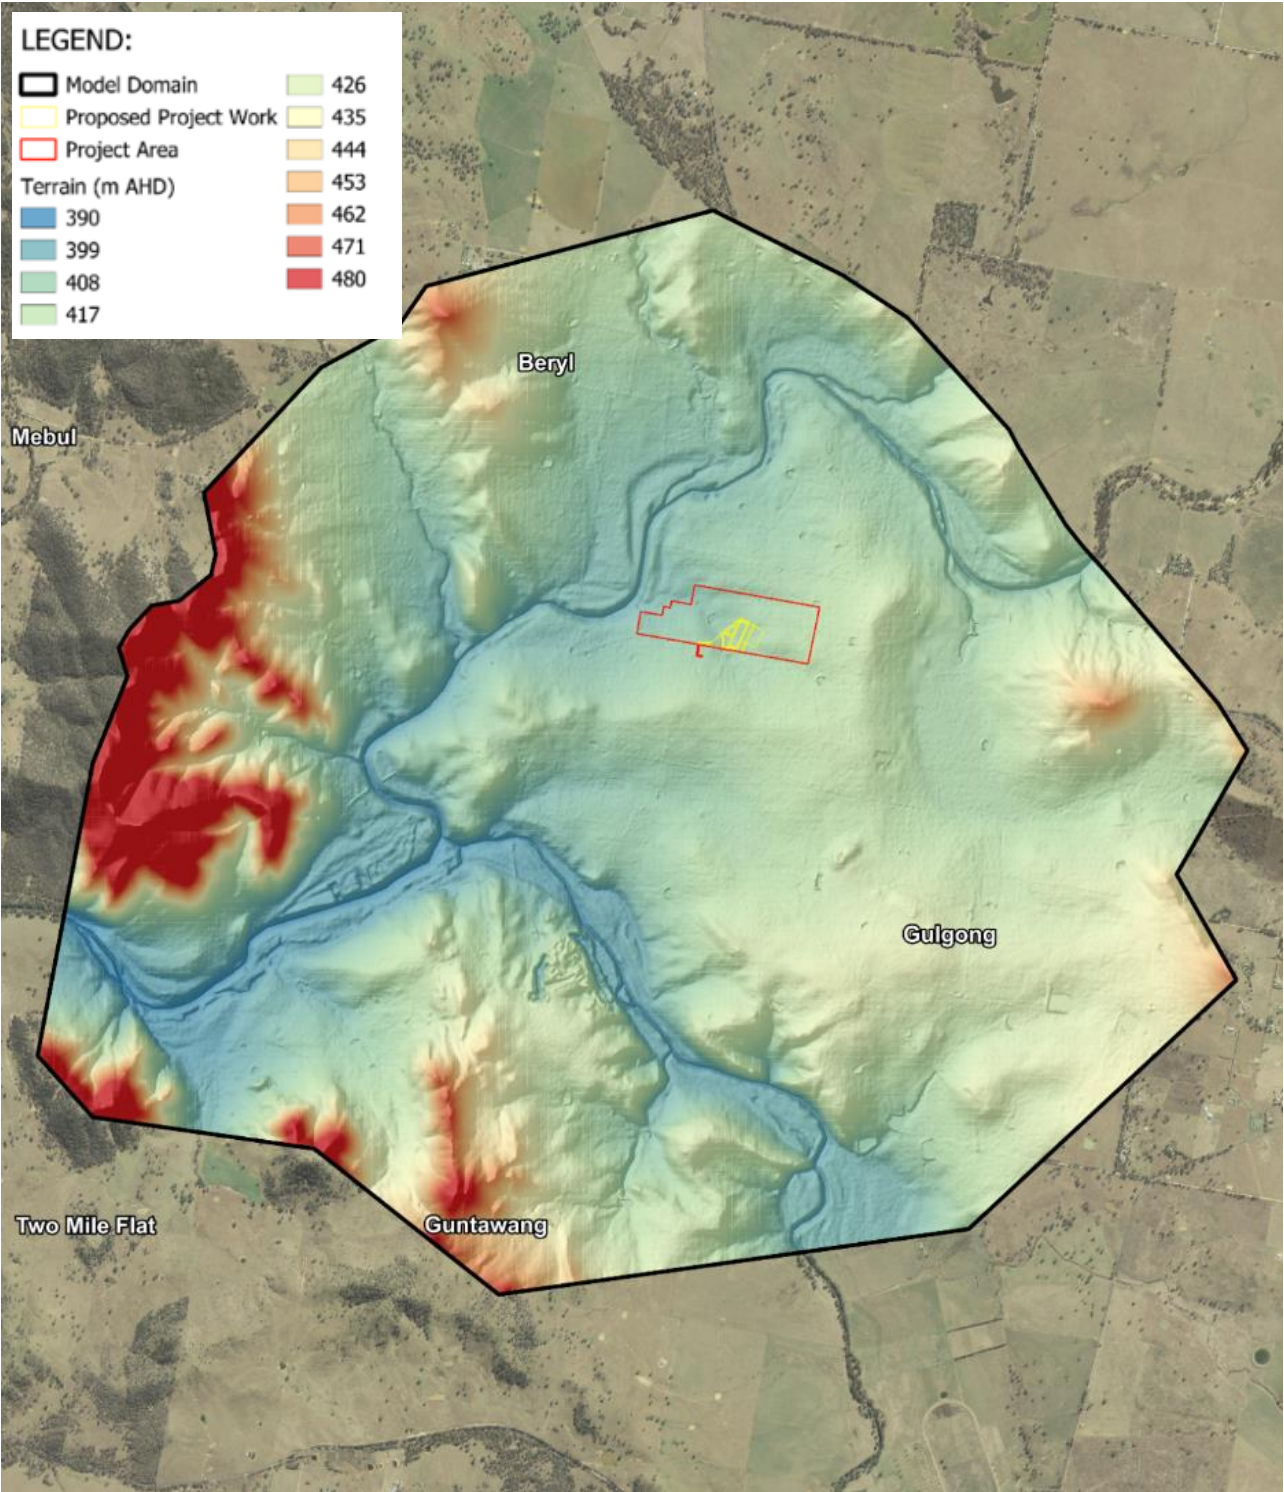 LEGEND:
Model Domain
Proposed Project Work
Project Area
Terrain (m AHD)
390
399
408
417
426
435
444
453
462
471
480
Beryl
Mebul
Gulgong
Two Mile Flat
Guntawang